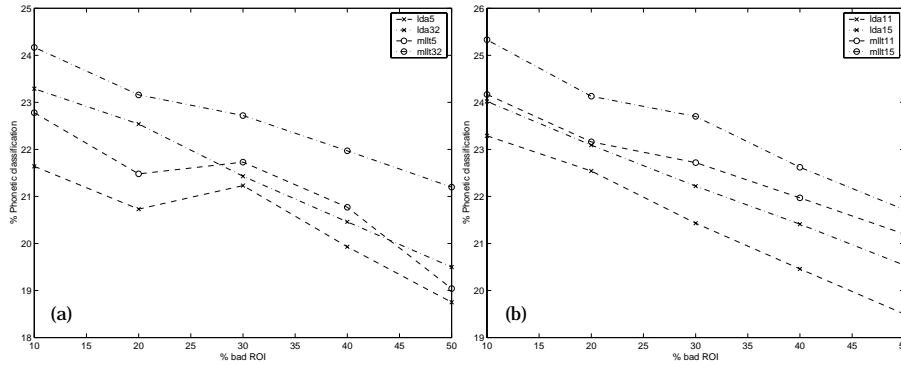 25
24
23
22
21
20
19
18
% Phonetic classification
lda5
lda32
mllt5
mllt32
(a)
10 15 20 25 30 35 40 45 50
% bad ROI
26
25
24
23
22
21
20
19
% Phonetic classification
lda11
lda15
mllt11
mllt15
(b)
10 15 20 25 30 35 40 45 50
% bad ROI